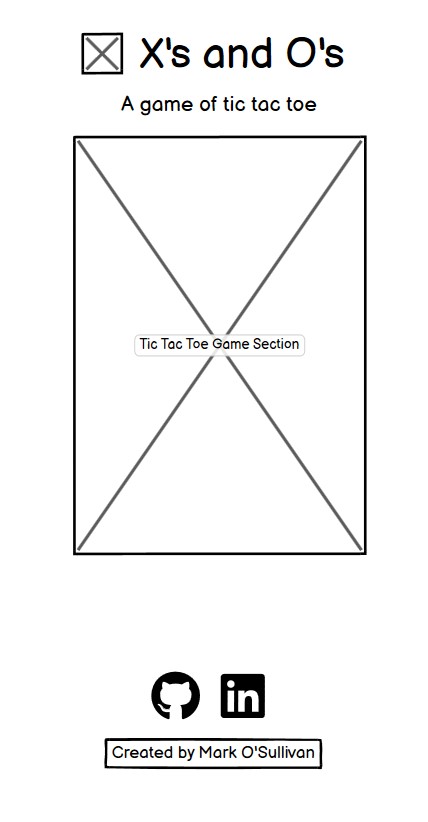 X's and O's
A game of tic tac toe
Tic Tac Toe Game Section
in
Created by Mark O'Sullivan